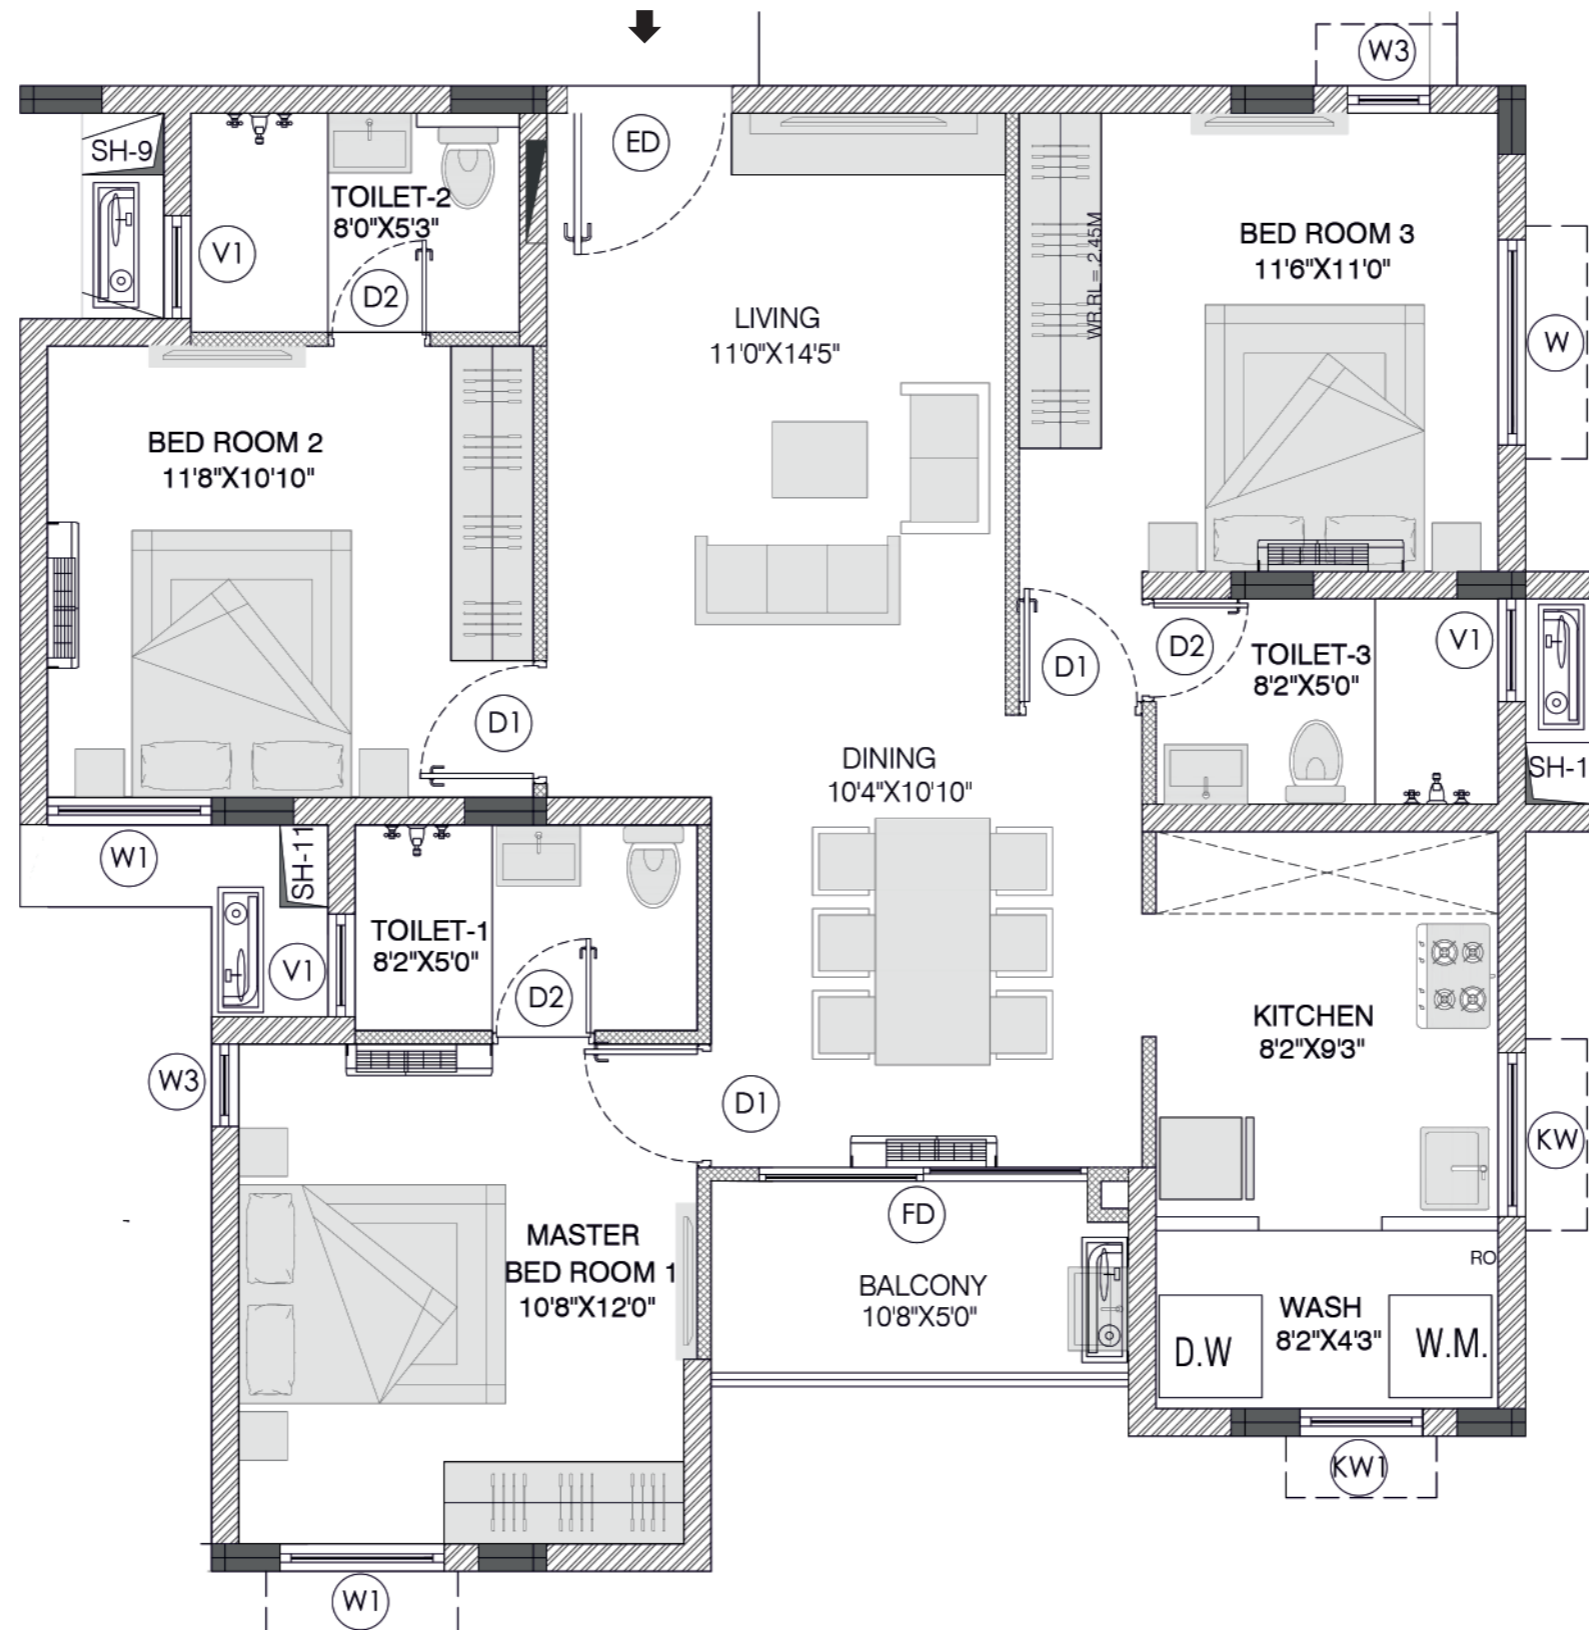 W3
SH-9
TOILET-2
8'0"X5'3"
V1
D2
ED
LIVING
11'0"X14'5"
WR.RL= 2.45M
BED ROOM 3
11'6"X11'0"
W
BED ROOM 2
11'8"X10'10"
D1
D1
D2
TOILET-3
8'2"X5'0"
V1
SH-1
DINING
10'4"X10'10"
W1
SH-11
TOILET-1
8'2"X5'0"
V1
D2
KITCHEN
8'2"X9'3"
W3
D1
KW
MASTER
BED ROOM 1
10'8"X12'0"
FD
BALCONY
10'8"X5'0"
RO
WASH
8'2"X4'3"
D.W
W.M.
KW1
W1